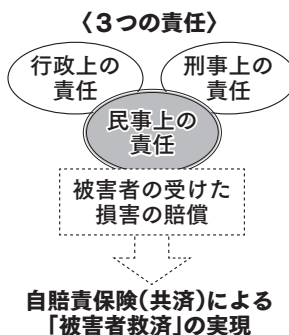 〈3つの責任〉
行政上の
責任
刑事上の
責任
民事上の
責任
被害者の受けた
損害の賠償
自賠責保険(共済)による
「被害者救済」の実現